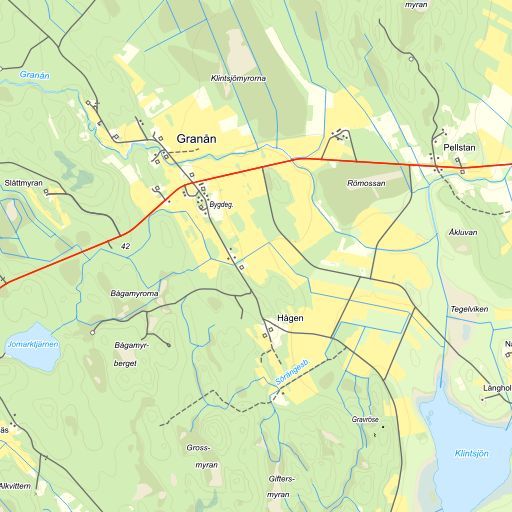 myran
Granån
Klintsjömyrorna
Granån
Pellstan
Slåttmyran
Römossan
Bygdeg.
Åkluvan
42
Bågamyrorna
Tegelviken
Hågen
Jomarktjärnen
Bågamyr-
berget
Sörängesb.
Långhol
Gravröse
Gross-
myran
Klintsjön
Alkvittern
Gifters-
myran